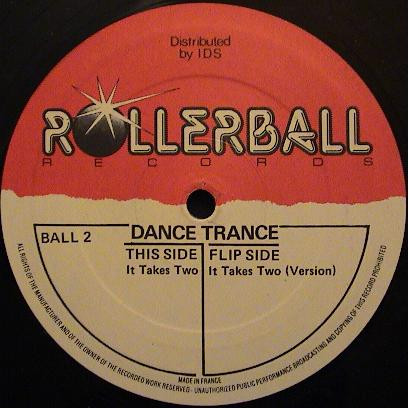 Distributed
by IDS
ROLLERBALL
RECORDS
BALL 2
DANCE TRANCE
THIS SIDE
It Takes Two
FLIP SIDE
It Takes Two (Version)
MADE IN FRANCE
ALL RIGHTS OF THE MANUFACTURER AND OF THE OWNER OF THE RECORDED WORK RESERVED - UNAUTHORIZED PUBLIC PERFORMANCE BROADCASTING AND COPYING OF THIS RECORD PROHIBITED